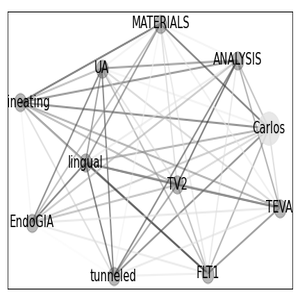 MATERIALS
ANALYSIS
UA
ineating
Carlos
lingual
TV2
TEVA
EndoGIA
tunneled
FLT1